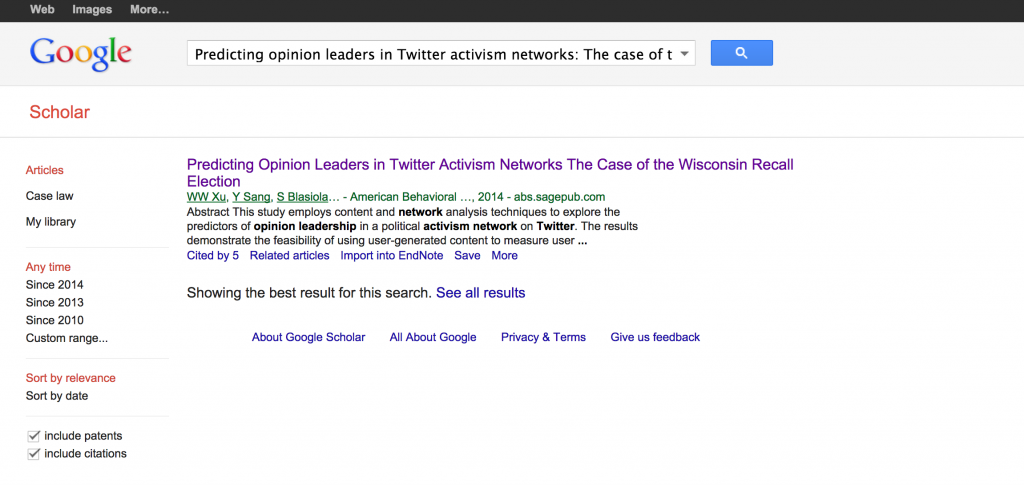 Web Images More...
Google
Predicting opinion leaders in Twitter activism networks: The case of t
Scholar
Articles
Case law
My library
Any time
Since 2014
Since 2013
Since 2010
Custom range...
Sort by relevance
Sort by date
include patents
include citations
Predicting Opinion Leaders in Twitter Activism Networks The Case of the Wisconsin Recall
Election
WW Xu, Y Sang, S Blasiola… - American Behavioral …, 2014 - abs.sagepub.com
Abstract This study employs content and network analysis techniques to explore the
predictors of opinion leadership in a political activism network on Twitter. The results
demonstrate the feasibility of using user-generated content to measure user ...
Cited by 5 Related articles Import into EndNote Save More
Showing the best result for this search. See all results
About Google Scholar All About Google Privacy & Terms Give us feedback